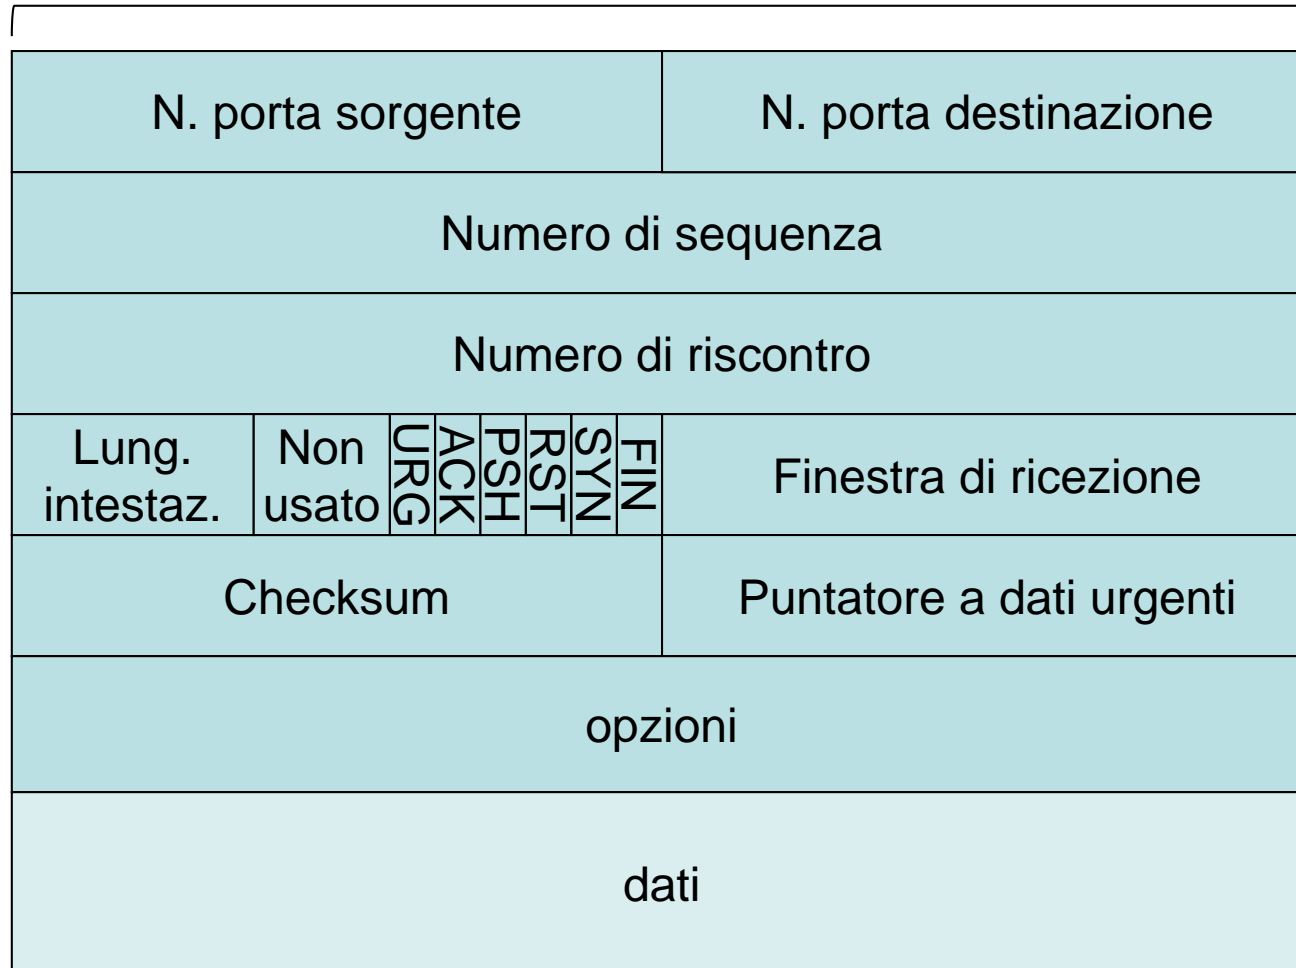 N. porta sorgente
N. porta destinazione
Numero di sequenza
Numero di riscontro
Lung.
intestaz.
Non
usato
URG
ACK
PSH
RST
SYN
FIN
Finestra di ricezione
Checksum
Puntatore a dati urgenti
opzioni
dati